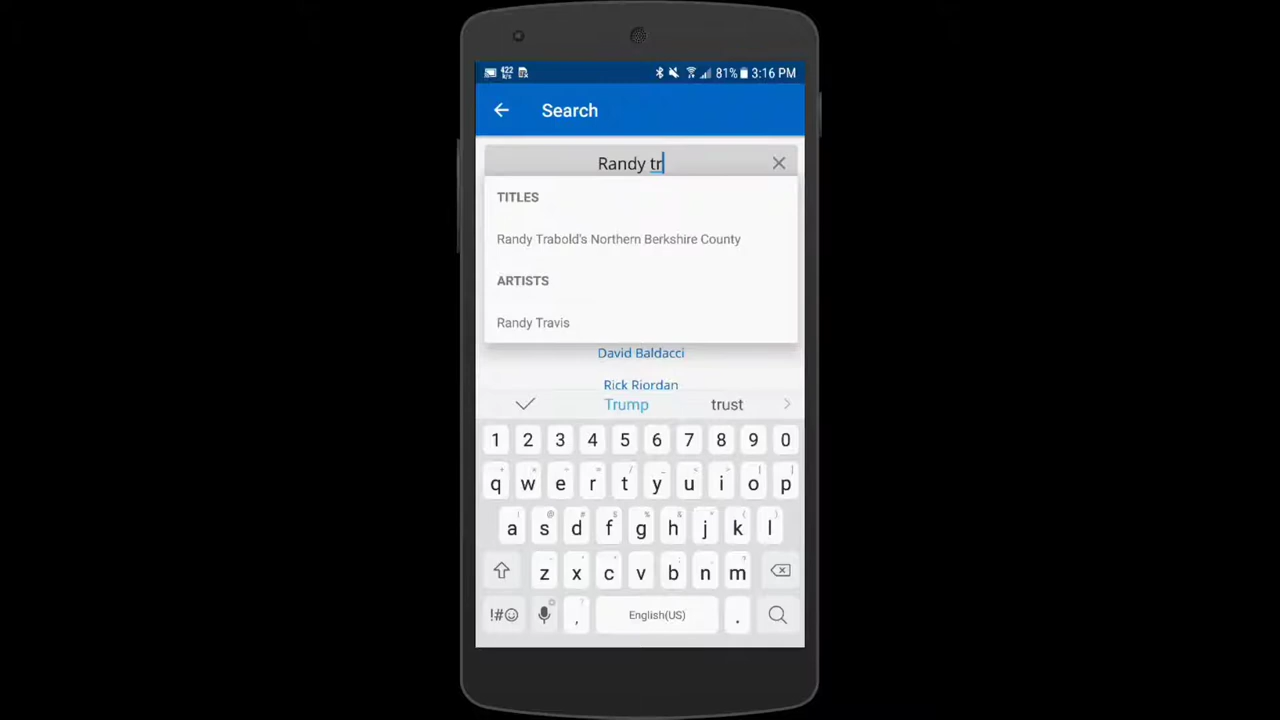 422
K/s
81%
3:16 PM
Search
Randy tr
TITLES
Randy Trabold's Northern Berkshire County
ARTISTS
Randy Travis
David Baldacci
Rick Riordan
Trump trust
1 2 3 4 5 6 7 8 9 0
q w e r t y u i o p
a s d f g h j k l
z x c v b n m
!#☺ , English(US) .